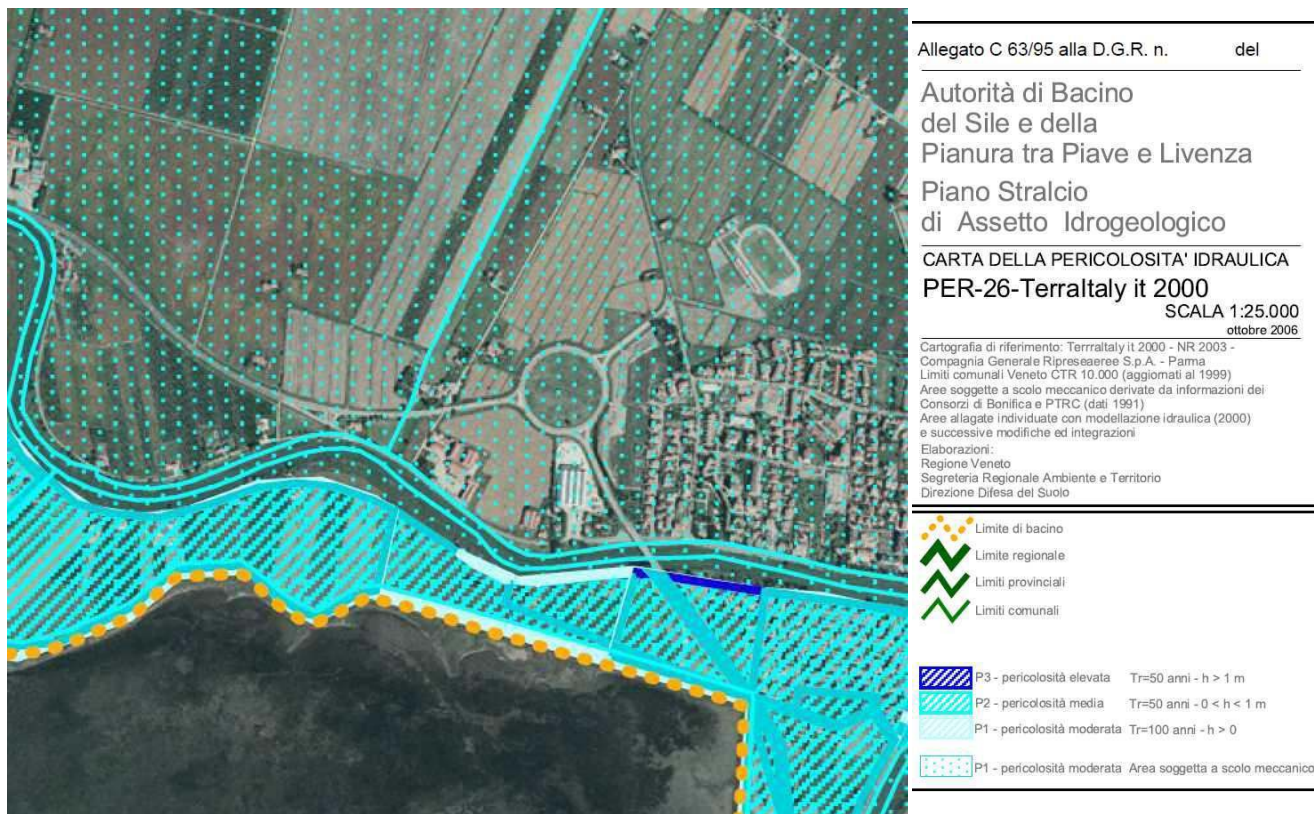 Allegato C 63/95 alla D.G.R. n. del
Autorità di Bacino
del Sile e della
Pianura tra Piave e Livenza
Piano Stralcio
di Assetto Idrogeologico
CARTA DELLA PERICOLOSITA' IDRAULICA
PER-26-TerraItaly it 2000
SCALA 1:25.000
ottobre 2006
Cartografia di riferimento: TerrraItaly it 2000 - NR 2003 -
Compagnia Generale Ripreseaeree S.p.A. - Parma
Limiti comunali Veneto CTR 10.000 (aggiornati al 1999)
Aree soggette a scolo meccanico derivate da informazioni dei
Consorzi di Bonifica e PTRC (dati 1991)
Aree allagate individuate con modellazione idraulica (2000)
e successive modifiche ed integrazioni
Elaborazioni:
Regione Veneto
Segreteria Regionale Ambiente e Territorio
Direzione Difesa del Suolo
Limite di bacino
Limite regionale
Limiti provinciali
Limiti comunali
P3 - pericolosità elevata Tr=50 anni - h > 1 m
P2 - pericolosità media Tr=50 anni - 0 < h < 1 m
P1 - pericolosità moderata Tr=100 anni - h > 0
P1 - pericolosità moderata Area soggetta a scolo meccanico